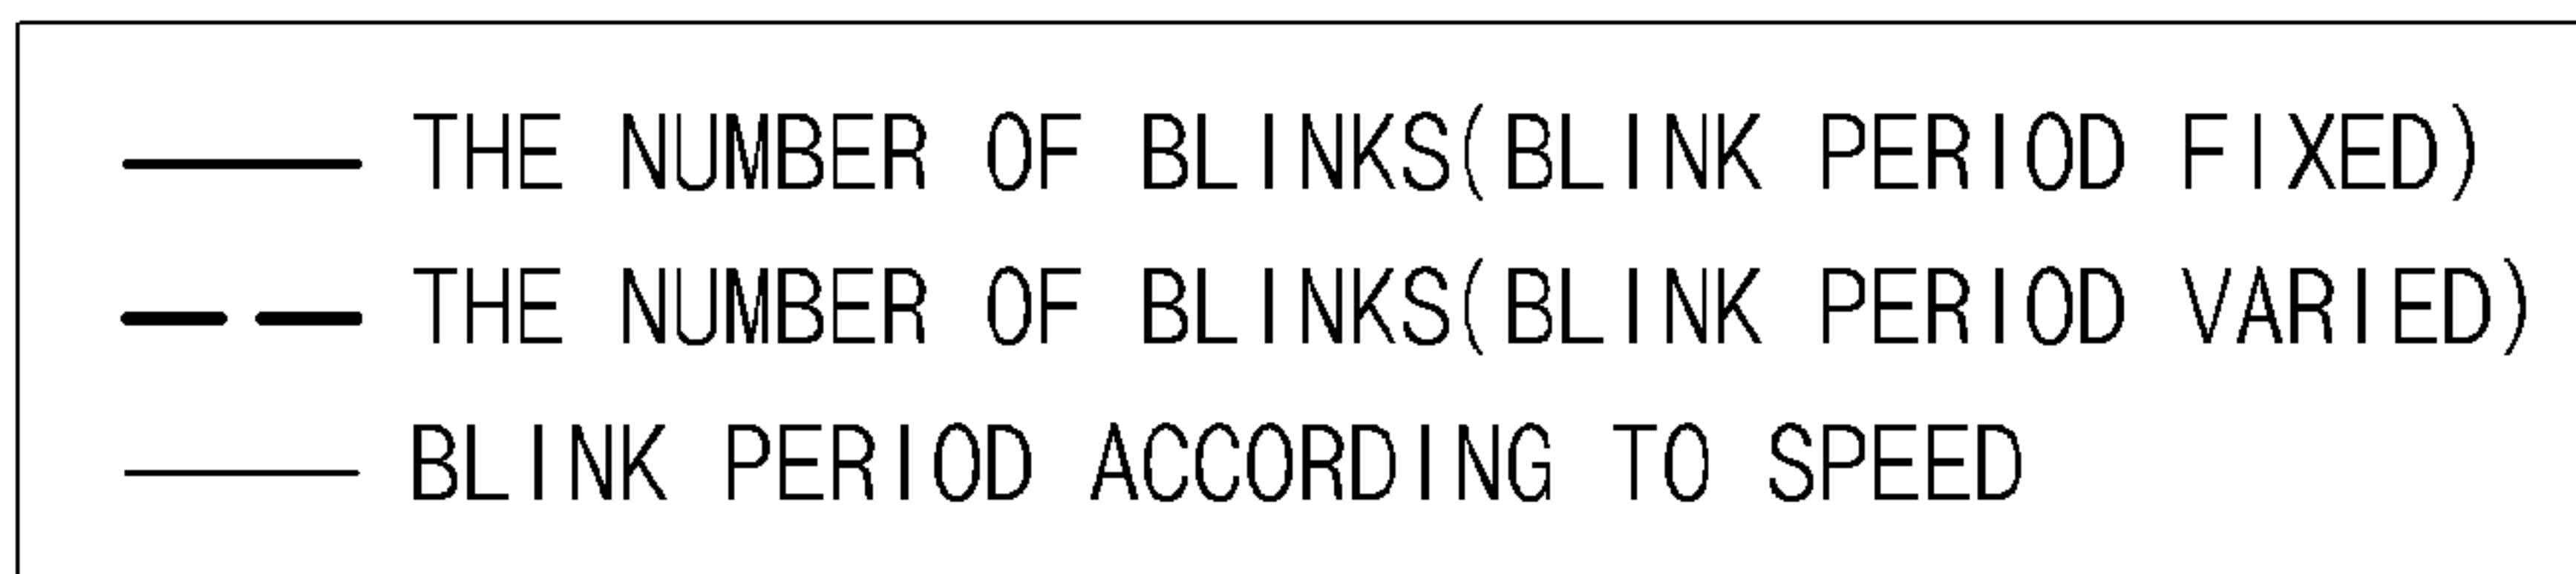 THE NUMBER OF BLINKS(BLINK PERIOD FIXED)
THE NUMBER OF BLINKS(BLINK PERIOD VARIED)
BLINK PERIOD ACCORDING TO SPEED